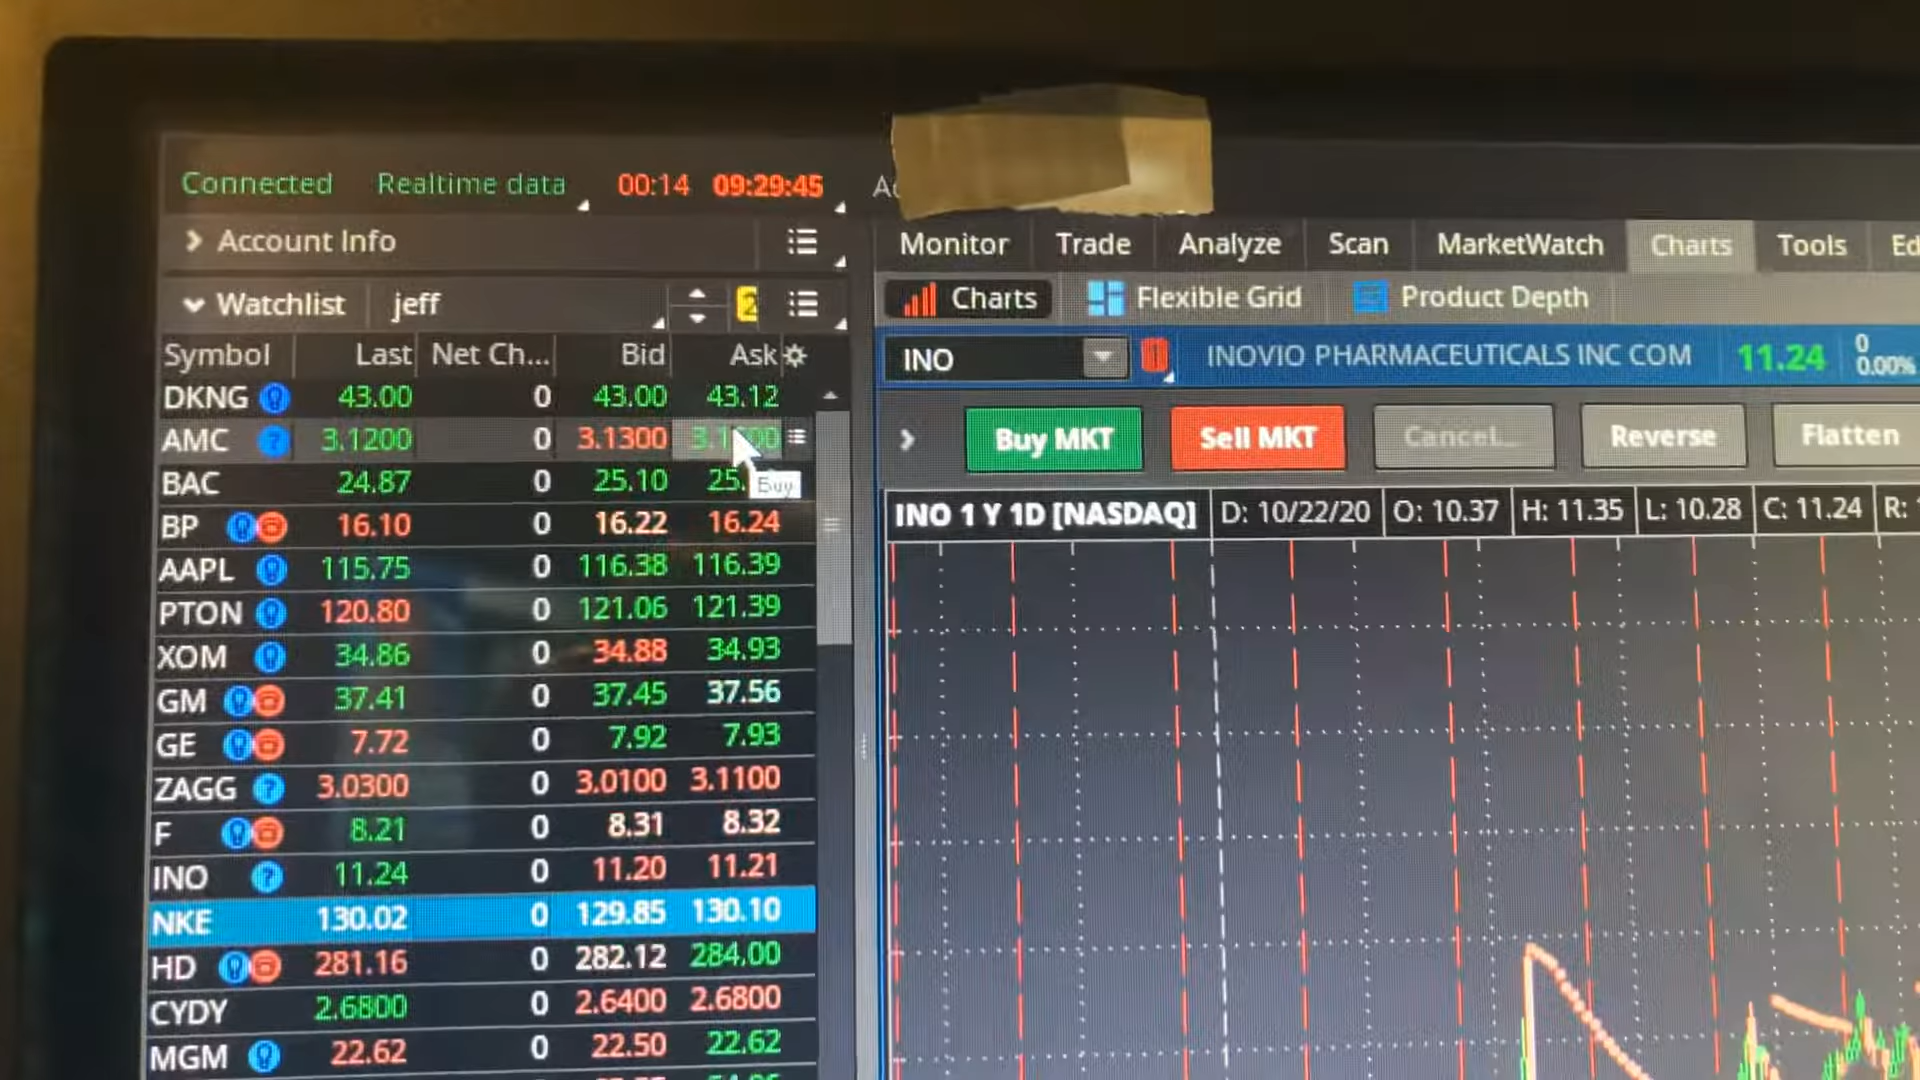 Connected Realtime data 00:14 09:29:45
Account Info
Monitor Trade Analyze Scan MarketWatch Charts Tools Ed
Watchlist jeff 2
Charts Flexible Grid Product Depth
Symbol Last Net Ch... Bid Ask
INO INOVIO PHARMACEUTICALS INC COM 11.24 0 0.00%
DKNG 43.00 0 43.00 43.12
AMC 3.1200 0 3.1300
Buy MKT Sell MKT Cancel... Reverse Flatten
BAC 24.87 0 25.10 25.
Buy
INO 1 Y 1D [NASDAQ] D: 10/22/20 O: 10.37 H: 11.35 L: 10.28 C: 11.24 R:
BP 16.10 0 16.22 16.24
AAPL 115.75 0 116.38 116.39
PTON 120.80 0 121.06 121.39
XOM 34.86 0 34.88 34.93
GM 37.41 0 37.45 37.56
GE 7.72 0 7.92 7.93
ZAGG 3.0300 0 3.0100 3.1100
F 8.21 0 8.31 8.32
INO 11.24 0 11.20 11.21
NKE 130.02 0 129.85 130.10
HD 281.16 0 282.12 284.00
CYDY 2.6800 0 2.6400 2.6800
MGM 22.62 0 22.50 22.62